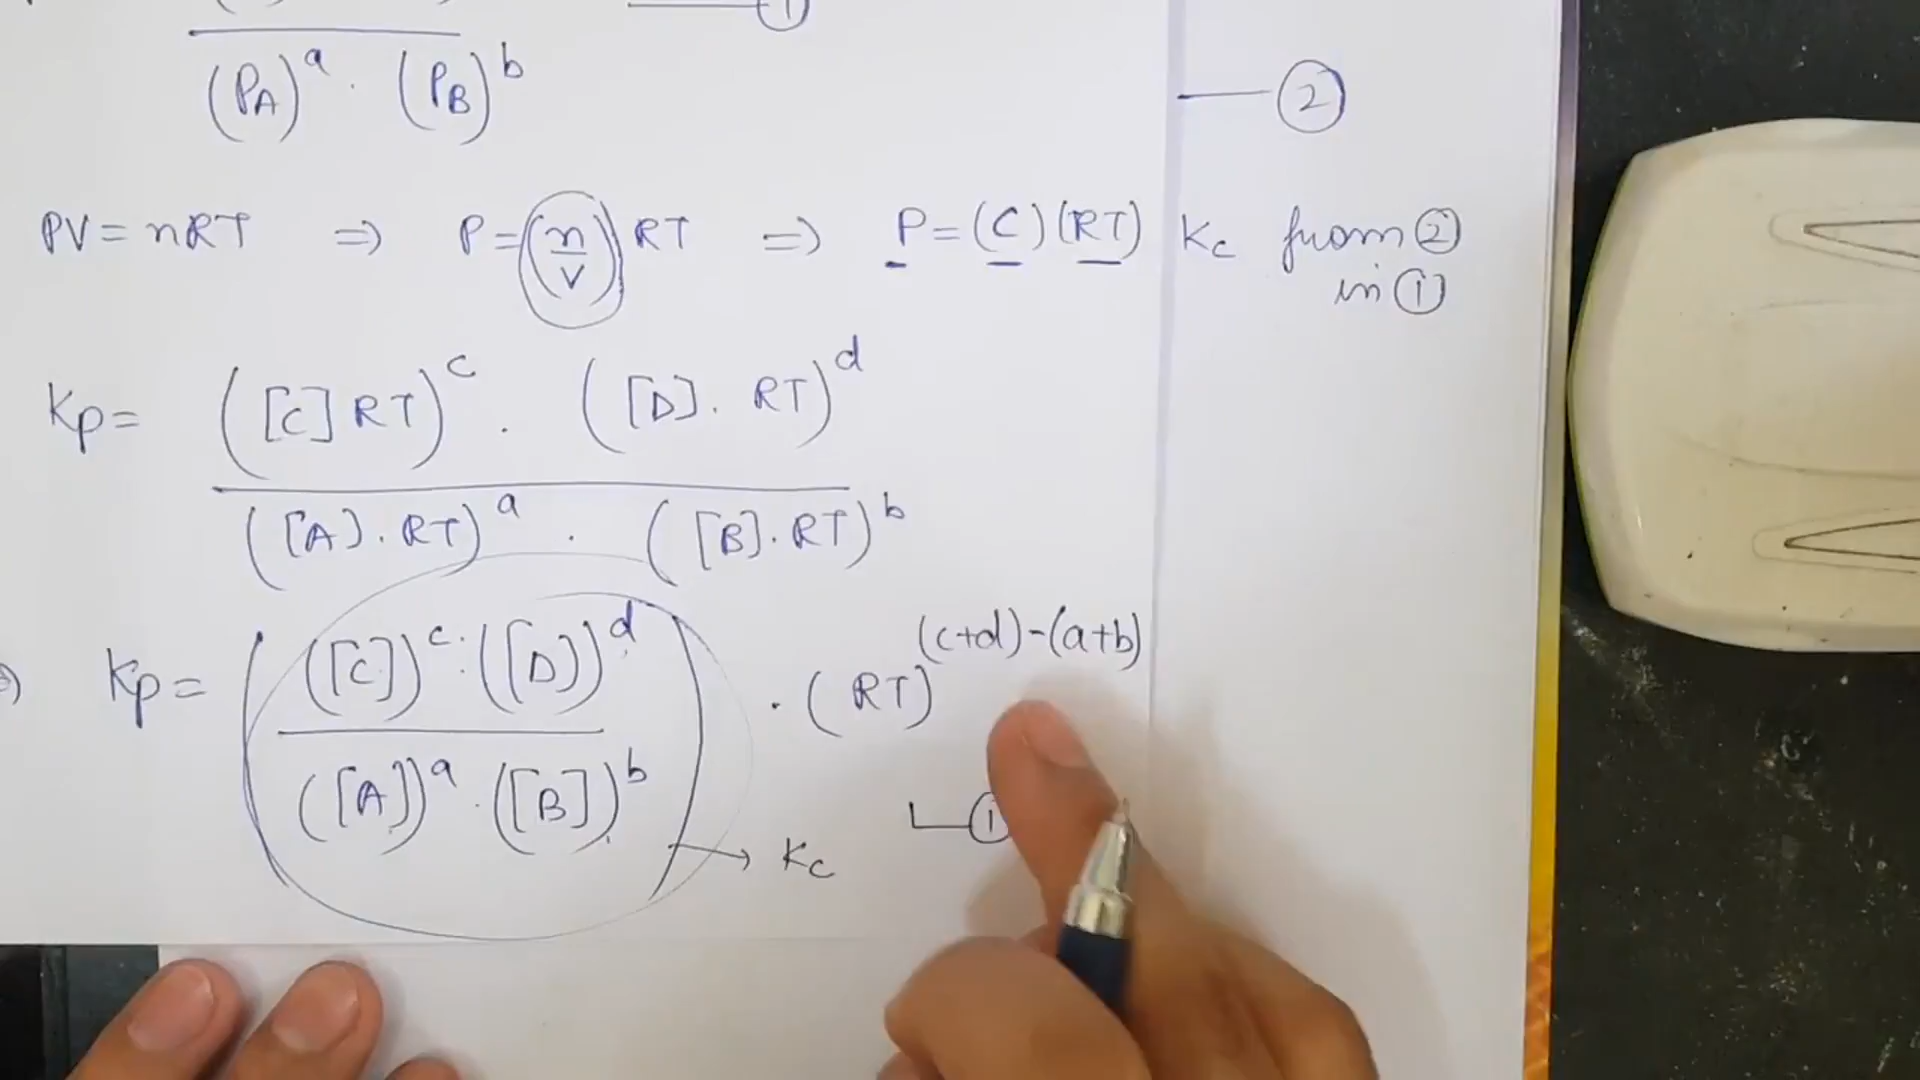 ①
(PA)^a . (PB)^b
②
PV = nRT ⇒ P = (n/V) RT ⇒ P = (C)(RT)
Kc from ②
in ①
Kp = ([C] RT)^c . ([D]. RT)^d
([A]. RT)^a . ([B]. RT)^b
Kp = ([C])^c . ([D])^d . (RT)^(c+d)-(a+b)
([A])^a . ([B])^b
①
→ Kc